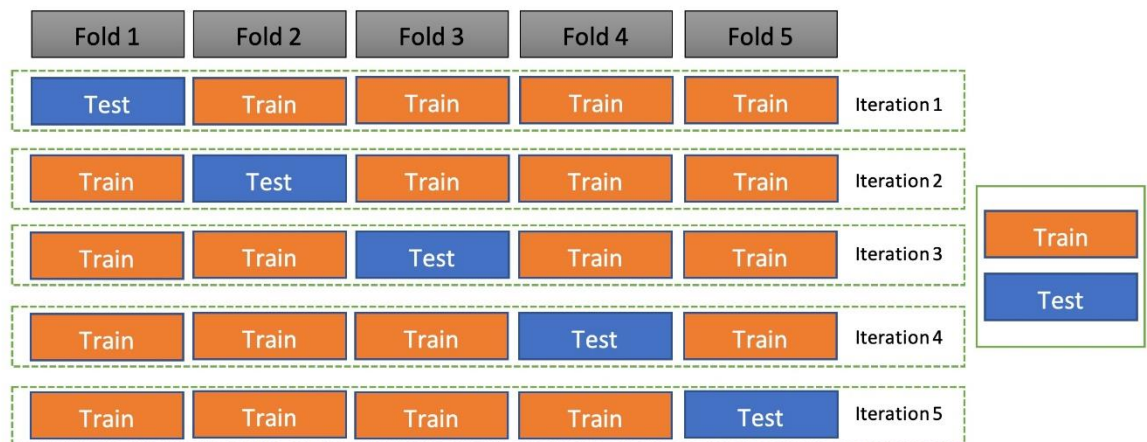 Fold 1 Fold 2 Fold 3 Fold 4 Fold 5
Test Train Train Train Train Iteration 1
Train Test Train Train Train Iteration 2
Train Train Test Train Train Iteration 3
Train Train Train Test Train Iteration 4
Train Train Train Train Test Iteration 5
Train
Test